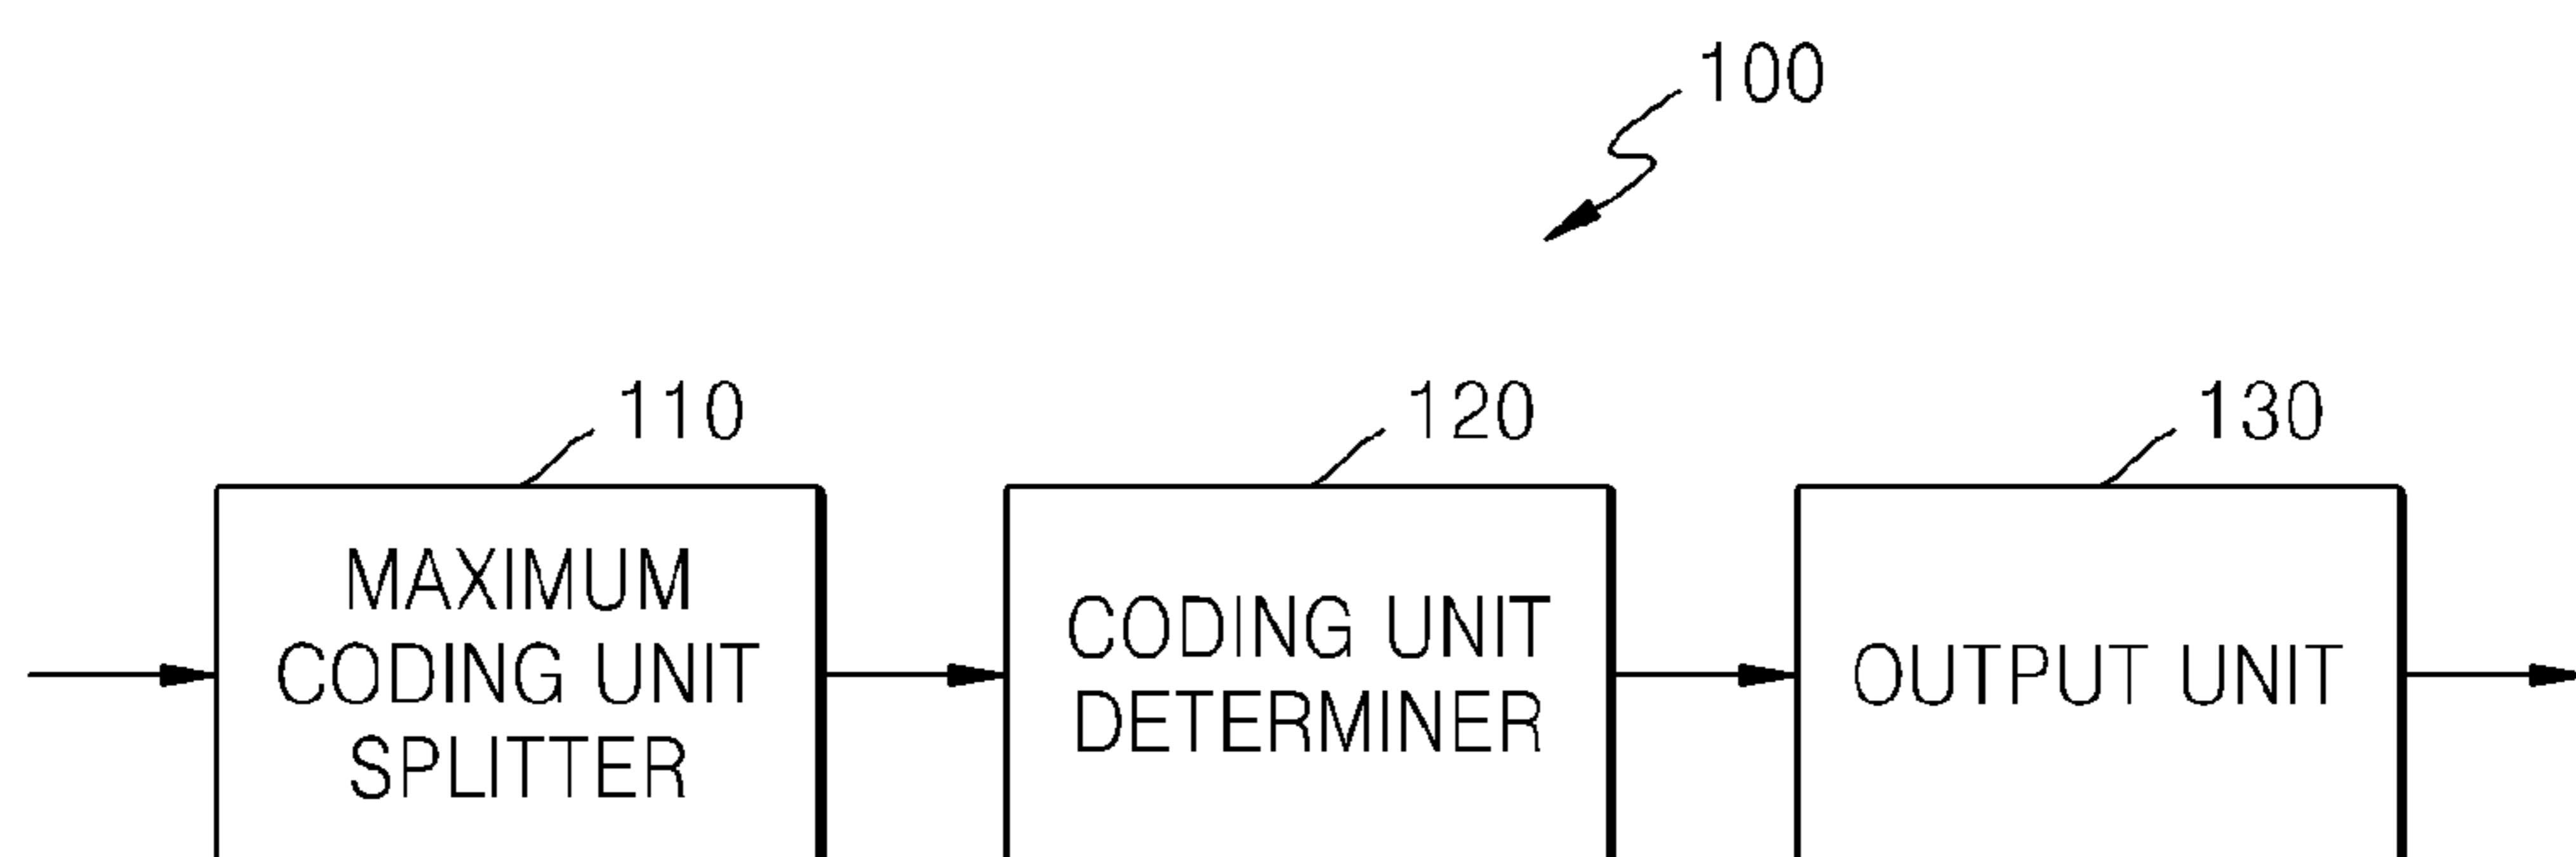 100
110
120
130
MAXIMUM
CODING UNIT
SPLITTER
CODING UNIT
DETERMINER
OUTPUT UNIT